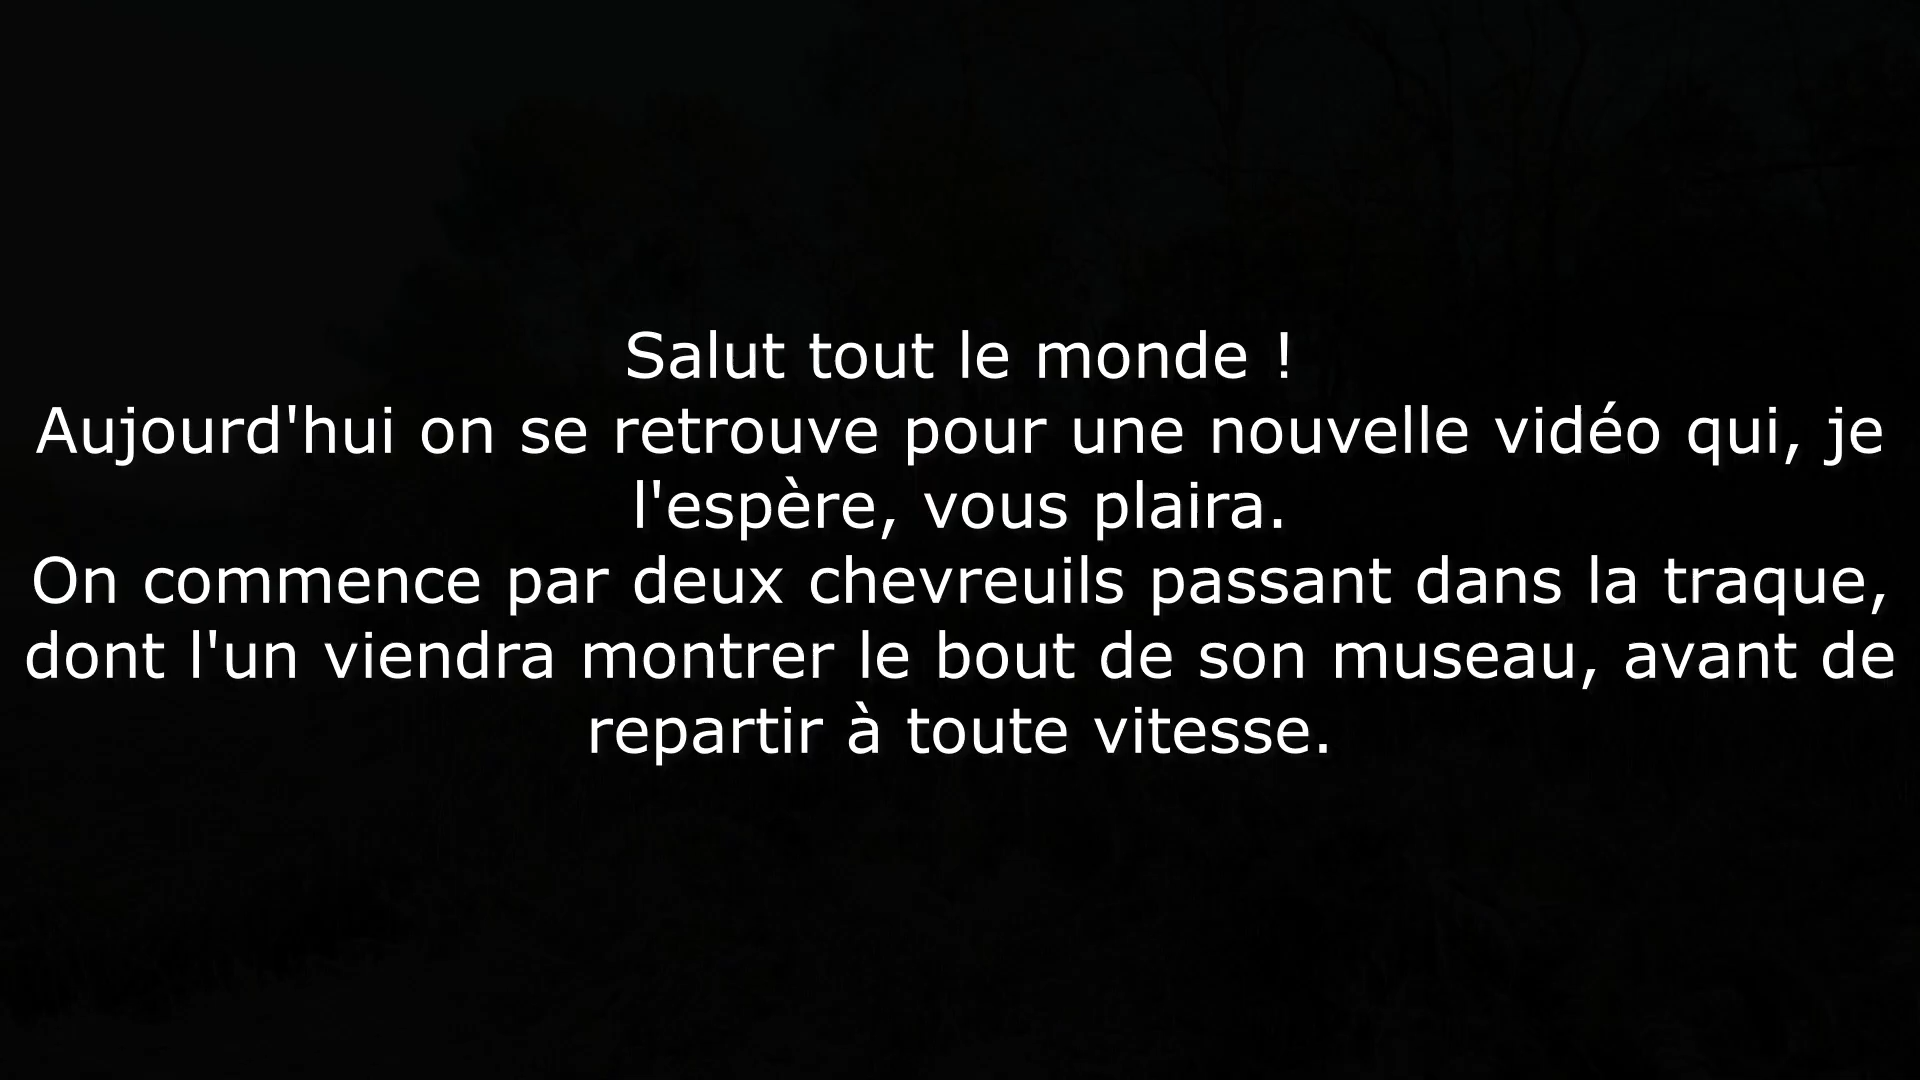 Salut tout le monde !
Aujourd'hui on se retrouve pour une nouvelle vidéo qui, je
l'espère, vous plaira.
On commence par deux chevreuils passant dans la traque,
dont l'un viendra montrer le bout de son museau, avant de
repartir à toute vitesse.